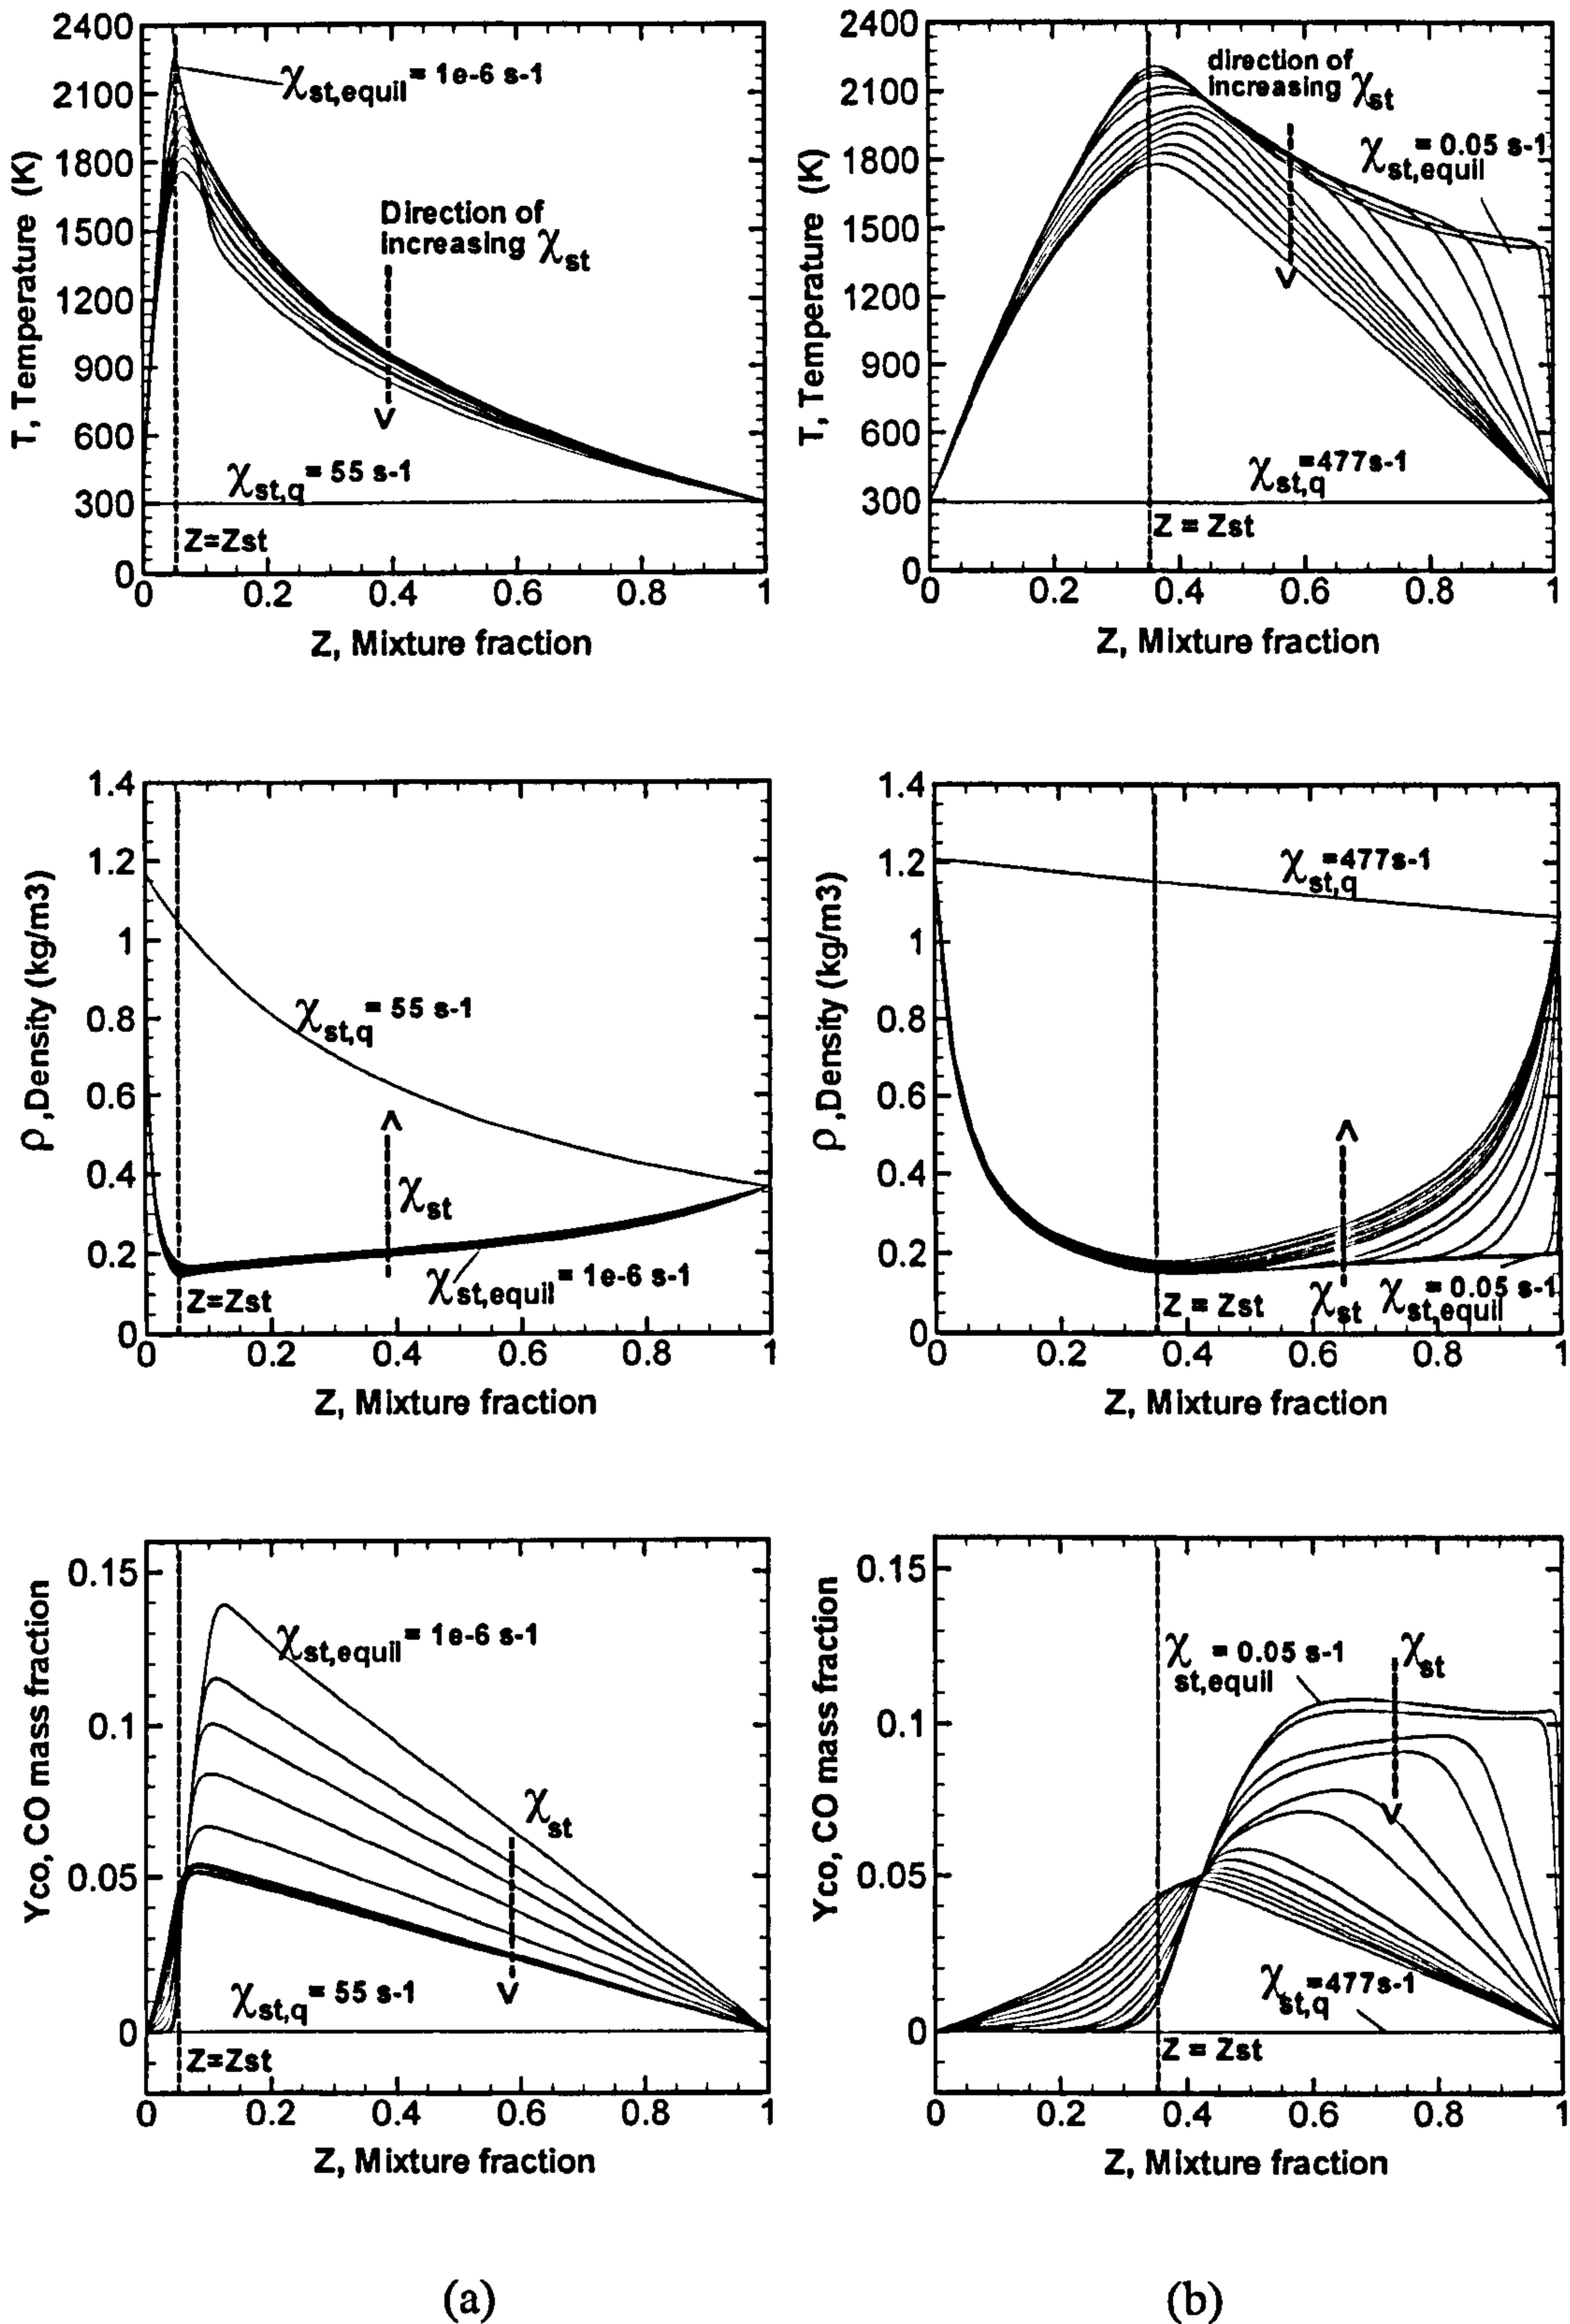 2400
2100
1800
1500
1200
900
600
300
0
T, Temperature (K)
χst,equil = 1e-6 s-1
Direction of
increasing χst
χst,q = 55 s-1
Z=Zst
0 0.2 0.4 0.6 0.8 1
Z, Mixture fraction
2400
2100
1800
1500
1200
900
600
300
0
T, Temperature (K)
direction of
increasing χst
χst,equil = 0.05 s-1
χst,q =477s-1
Z = Zst
0 0.2 0.4 0.6 0.8 1
Z, Mixture fraction
1.4
1.2
1
0.8
0.6
0.4
0.2
0
ρ ,Density (kg/m3)
χst,q = 55 s-1
χst
χst,equil = 1e-6 s-1
Z=Zst
0 0.2 0.4 0.6 0.8 1
Z, Mixture fraction
1.4
1.2
1
0.8
0.6
0.4
0.2
0
ρ ,Density (kg/m3)
χst,q =477s-1
Z = Zst
χst
χst,equil = 0.05 s-1
0 0.2 0.4 0.6 0.8 1
Z, Mixture fraction
0.15
0.1
0.05
0
Yco, CO mass fraction
χst,equil = 1e-6 s-1
χst
χst,q = 55 s-1
Z=Zst
0 0.2 0.4 0.6 0.8 1
Z, Mixture fraction
0.15
0.1
0.05
0
Yco, CO mass fraction
χst,equil = 0.05 s-1
χst
χst,q =477s-1
Z = Zst
0 0.2 0.4 0.6 0.8 1
Z, Mixture fraction
(a)
(b)